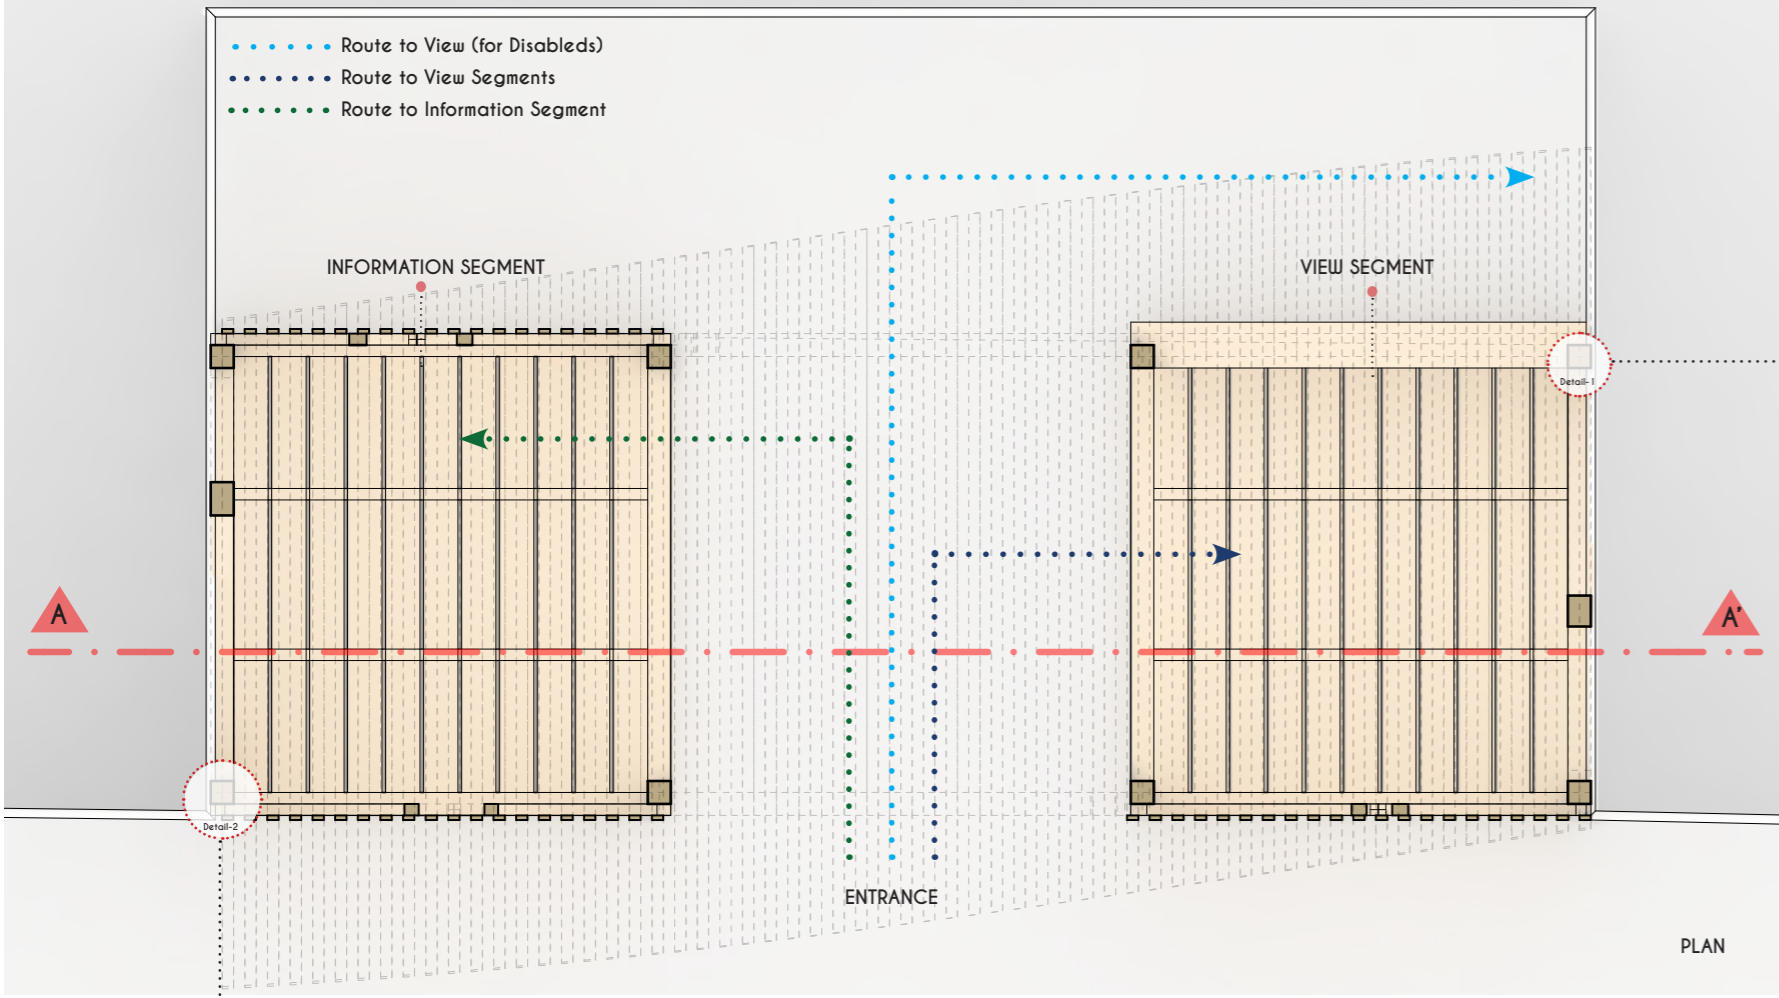 Route to View (for Disableds)
Route to View Segments
Route to Information Segment
INFORMATION SEGMENT
VIEW SEGMENT
Detail-1
A
A'
Detail-2
ENTRANCE
PLAN